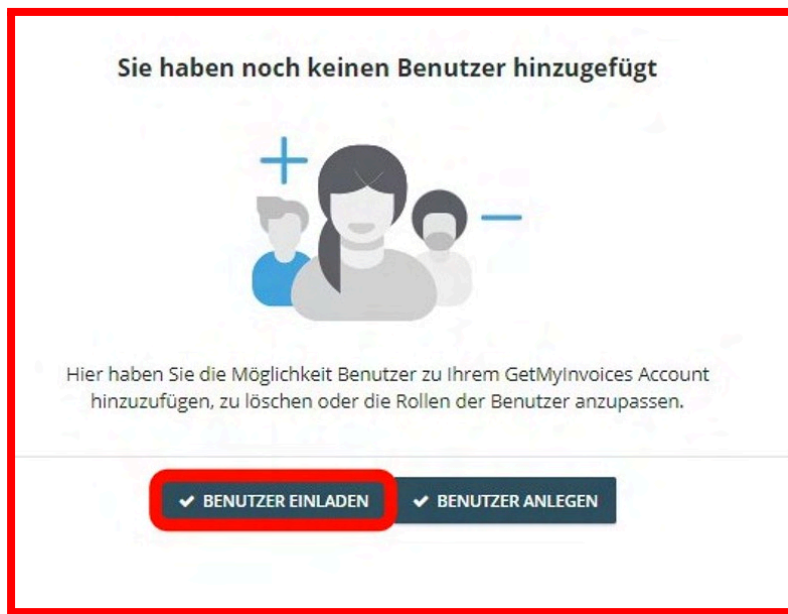 Sie haben noch keinen Benutzer hinzugefügt
Hier haben Sie die Möglichkeit Benutzer zu Ihrem GetMyInvoices Account
hinzuzufügen, zu löschen oder die Rollen der Benutzer anzupassen.
BENUTZER EINLADEN
BENUTZER ANLEGEN